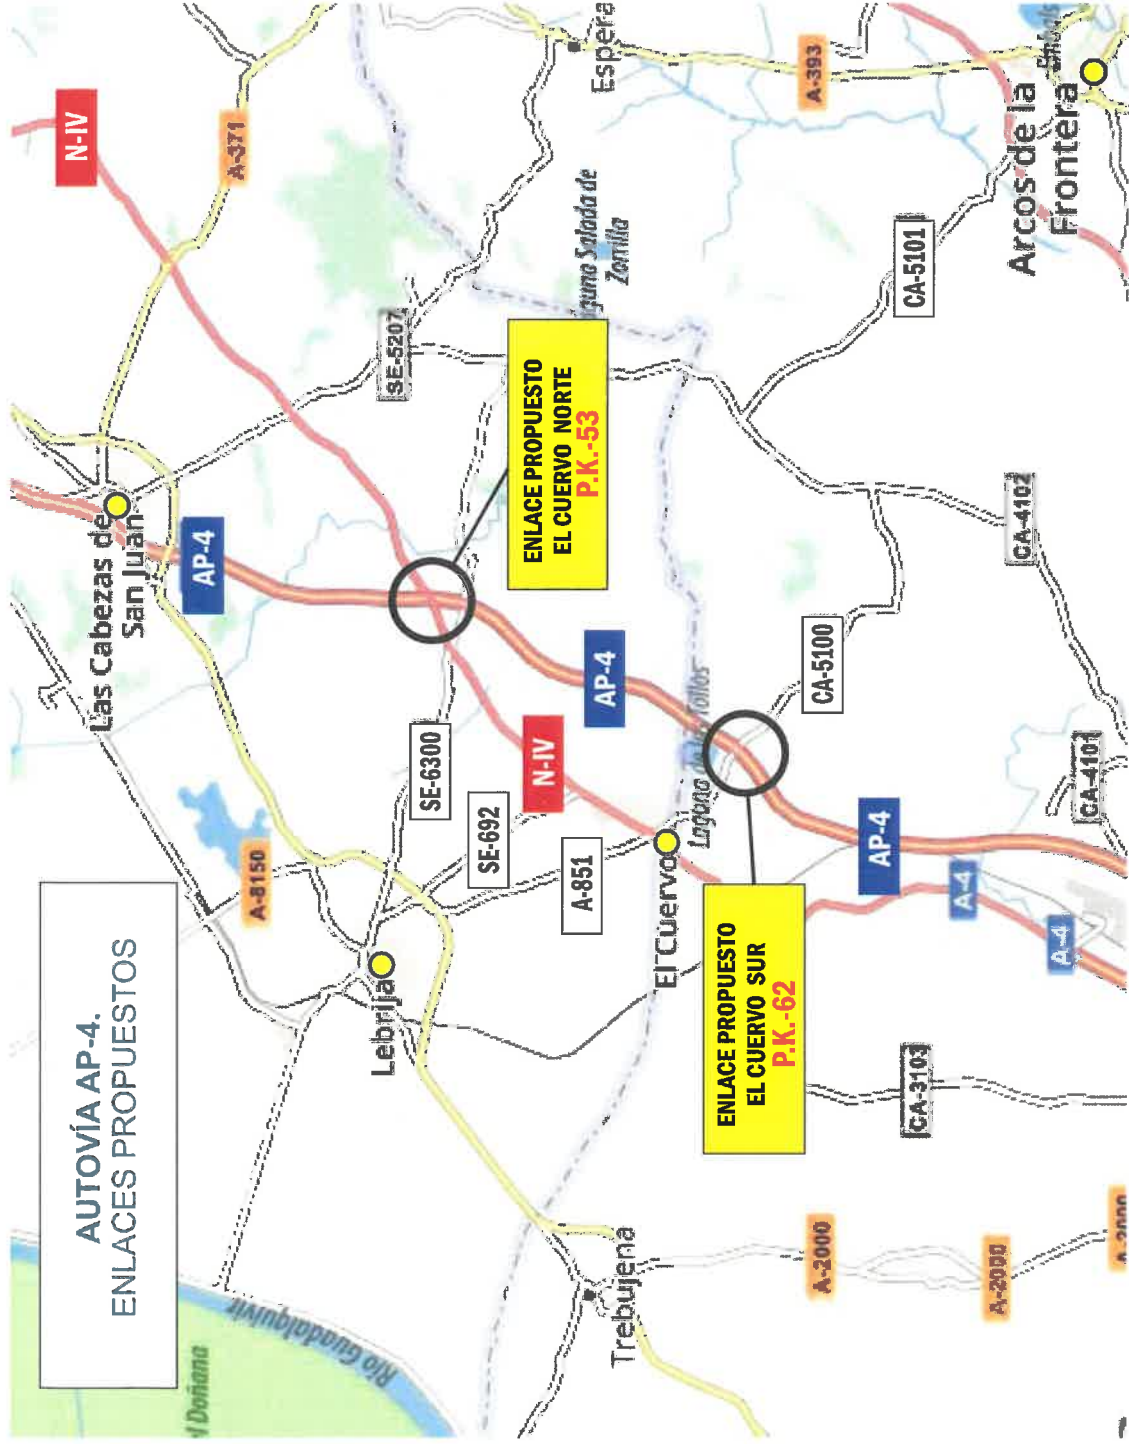 AUTOVÍA AP-4.
ENLACES PROPUESTOS
Las Cabezas de
San Juan
N-IV
A-371
AP-4
SE-5207
Espera
A-393
Arcos de la
Frontera
Laguna Salada de
Zorrilla
ENLACE PROPUESTO
EL CUERVO NORTE
P.K.-53
CA-5101
A-8150
SE-6300
SE-692
A-851
N-IV
AP-4
Lebrija
El Cuervo
CA-5100
CA-4102
ENLACE PROPUESTO
EL CUERVO SUR
P.K.-62
AP-4
A-4
A-4
CA-4101
CA-3103
Trebujena
A-2000
A-2000
A-2000
Río Guadalquivir
Doñana